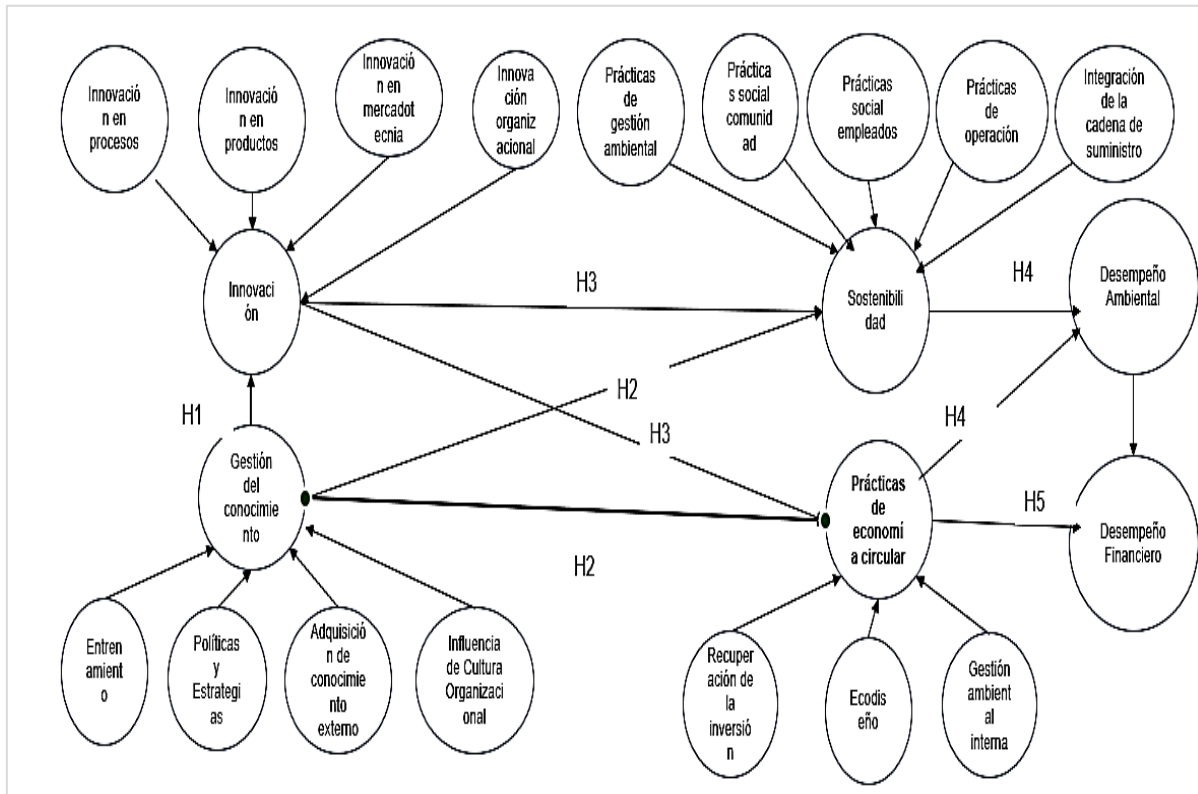 Innovació
n en
procesos
Innovació
n en
productos
Innovació
n en
mercadot
ecnia
Innova
ción
organiz
acional
Prácticas
de
gestión
ambiental
Práctica
s social
comunid
ad
Prácticas
social
empleados
Prácticas
de
operación
Integración
de la
cadena de
suministro
Innovaci
ón
H3
Sostenibili
dad
H4
Desempeño
Ambiental
H1
H2
H3
H4
Gestión
del
conocimie
nto
Prácticas
de
economí
a circular
H5
Desempeño
Financiero
H2
Entren
amient
o
Políticas
y
Estrategi
as
Adquisició
n de
conocimie
nto
externo
Influencia
de Cultura
Organizaci
onal
Recuper
ación de
la
inversió
n
Ecodis
eño
Gestión
ambient
al
interna